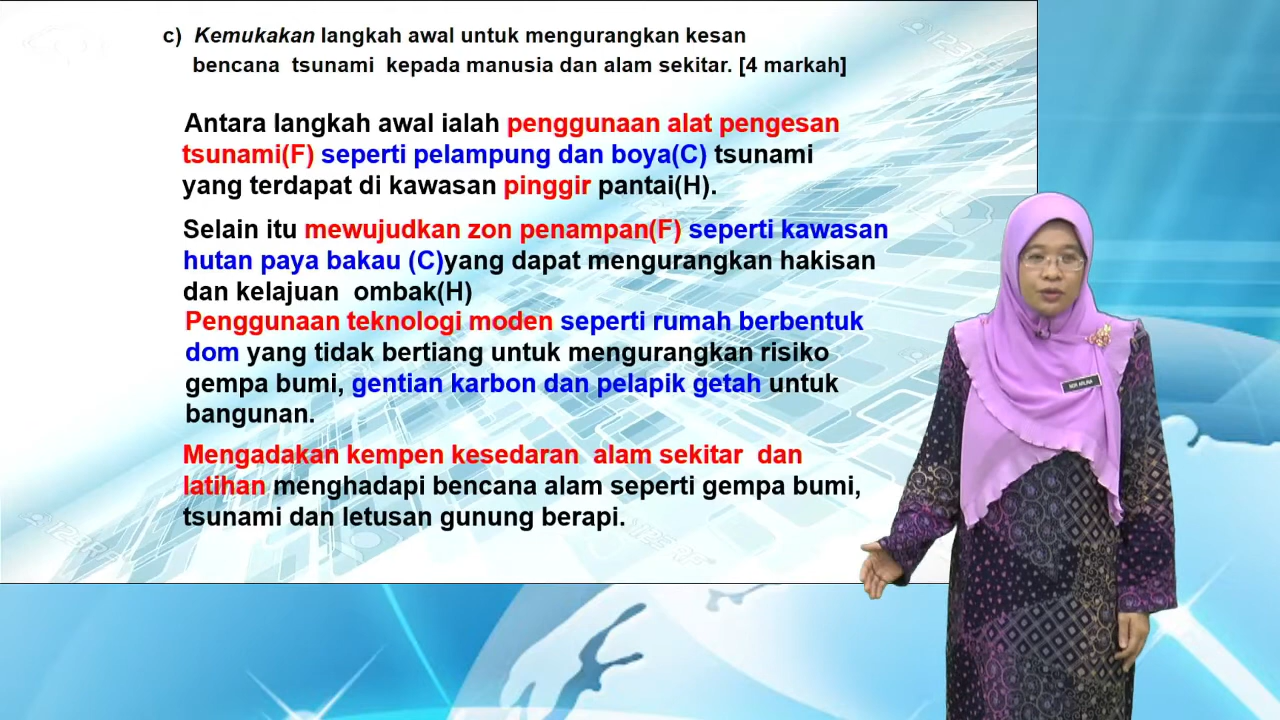 c) Kemukakan langkah awal untuk mengurangkan kesan
bencana tsunami kepada manusia dan alam sekitar. [4 markah]
Antara langkah awal ialah penggunaan alat pengesan
tsunami(F) seperti pelampung dan boya(C) tsunami
yang terdapat di kawasan pinggir pantai(H).
Selain itu mewujudkan zon penampan(F) seperti kawasan
hutan paya bakau (C)yang dapat mengurangkan hakisan
dan kelajuan ombak(H)
Penggunaan teknologi moden seperti rumah berbentuk
dom yang tidak bertiang untuk mengurangkan risiko
gempa bumi, gentian karbon dan pelapik getah untuk
bangunan.
Mengadakan kempen kesedaran alam sekitar dan
latihan menghadapi bencana alam seperti gempa bumi,
tsunami dan letusan gunung berapi.
NOR ARLINA
123RF